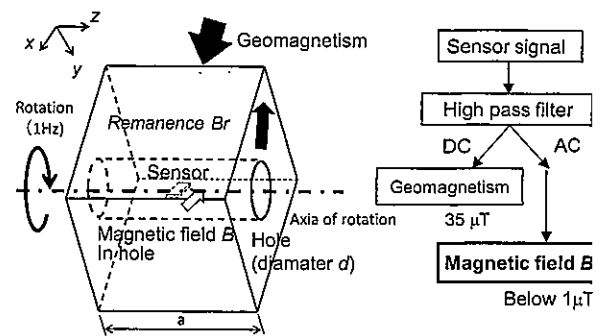 z
x
y
Geomagnetism
Rotation
(1Hz)
Remanence Br
Sensor
Axia of rotation
Magnetic field B
In hole
Hole
(diamater d)
a
Sensor signal
High pass filter
DC
AC
Geomagnetism
35 μT
Magnetic field B
Below 1μT